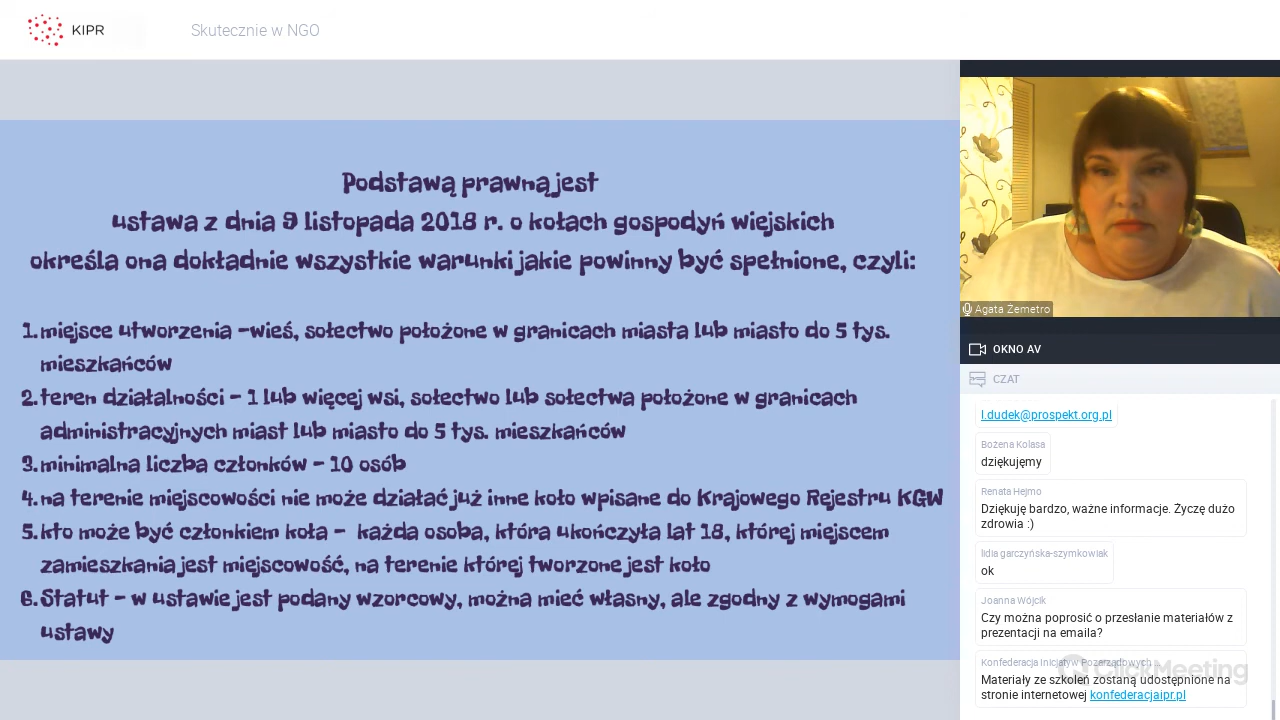 KIPR
Skutecznie w NGO
Podstawą prawną jest
ustawa z dnia 9 listopada 2018 r. o kołach gospodyń wiejskich
określa ona dokładnie wszystkie warunki jakie powinny być spełnione, czyli:
1. miejsce utworzenia -wieś, sołectwo położone w granicach miasta lub miasto do 5 tys.
mieszkańców
2. teren działalności - 1 lub więcej wsi, sołectwo lub sołectwa położone w granicach
administracyjnych miast lub miasto do 5 tys. mieszkańców
3. minimalna liczba członków - 10 osób
4. na terenie miejscowości nie może działać już inne koło wpisane do Krajowego Rejestru KGW
5. kto może być członkiem koła - każda osoba, która ukończyła lat 18, której miejscem
zamieszkania jest miejscowość, na terenie której tworzone jest koło
6. Statut - w ustawie jest podany wzorcowy, można mieć własny, ale zgodny z wymogami
ustawy
Agata Żemetro
OKNO AV
CZAT
l.dudek@prospekt.org.pl
Bożena Kolasa
dziękujęmy
Renata Hejmo
Dziękuję bardzo, ważne informacje. Życzę dużo
zdrowia :)
lidia garczyńska-szymkowiak
ok
Joanna Wójcik
Czy można poprosić o przesłanie materiałów z
prezentacji na emaila?
Konfederacja Inicjatyw Pozarządowych ...
Materiały ze szkoleń zostaną udostępnione na
stronie internetowej konfederacjaipr.pl
ClickMeeting